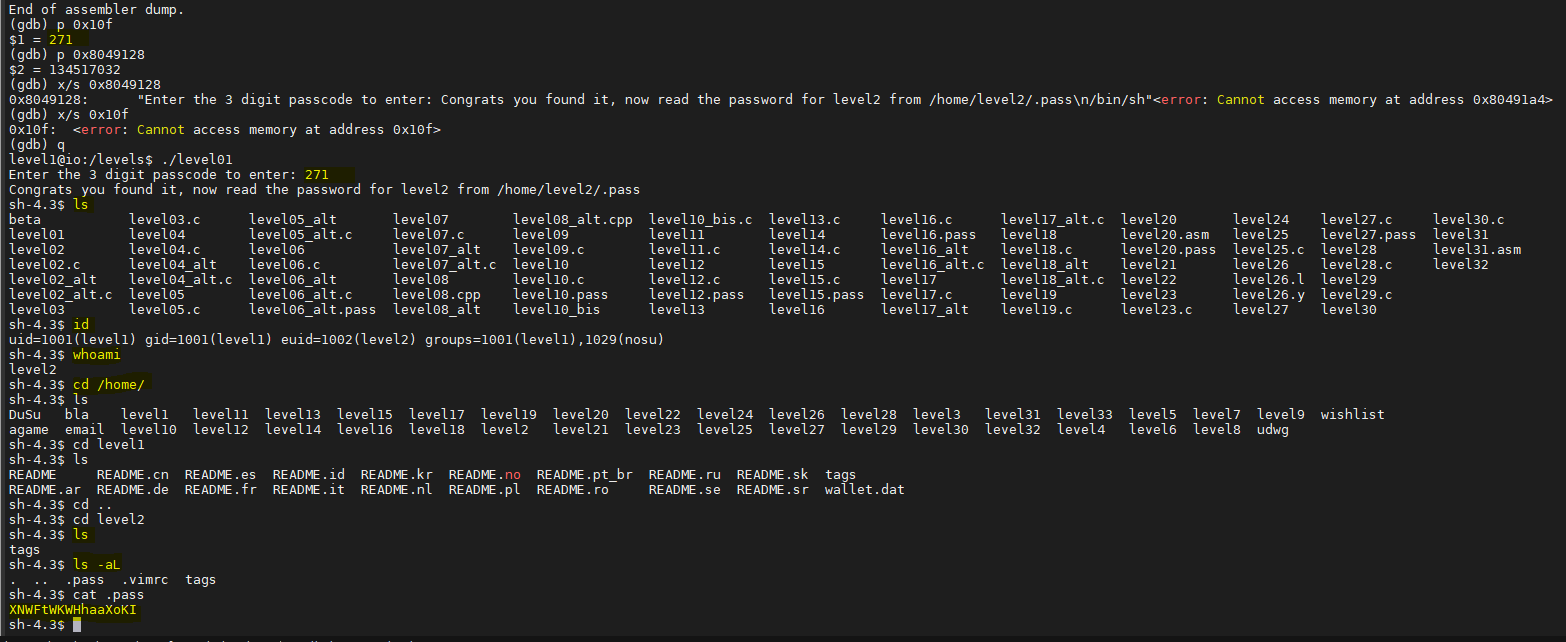 End of assembler dump.
(gdb) p 0x10f
$1 = 271
(gdb) p 0x8049128
$2 = 134517032
(gdb) x/s 0x8049128
0x8049128:      "Enter the 3 digit passcode to enter: Congrats you found it, now read the password for level2 from /home/level2/.pass\n/bin/sh"<error: Cannot access memory at address 0x80491a4>
(gdb) x/s 0x10f
0x10f:  <error: Cannot access memory at address 0x10f>
(gdb) q
level1@io:/levels$ ./level01
Enter the 3 digit passcode to enter: 271
Congrats you found it, now read the password for level2 from /home/level2/.pass
sh-4.3$ ls
beta           level03.c      level05_alt       level07         level08_alt.cpp  level10_bis.c  level13.c     level16.c       level17_alt.c  level20       level24    level27.c     level30.c
level01        level04        level05_alt.c     level07.c       level09          level11        level14       level16.pass    level18        level20.asm   level25    level27.pass  level31
level02        level04.c      level06           level07_alt     level09.c        level11.c      level14.c     level16_alt     level18.c      level20.pass  level25.c  level28       level31.asm
level02.c      level04_alt    level06.c         level07_alt.c   level10          level12        level15       level16_alt.c   level18_alt    level21       level26    level28.c     level32
level02_alt    level04_alt.c  level06_alt       level08         level10.c        level12.c      level15.c     level17         level18_alt.c  level22       level26.l  level29
level02_alt.c  level05        level06_alt.c     level08.cpp     level10.pass     level12.pass   level15.pass  level17.c       level19        level23       level26.y  level29.c
level03        level05.c      level06_alt.pass  level08_alt     level10_bis      level13        level16       level17_alt     level19.c      level23.c     level27    level30
sh-4.3$ id
uid=1001(level1) gid=1001(level1) euid=1002(level2) groups=1001(level1),1029(nosu)
sh-4.3$ whoami
level2
sh-4.3$ cd /home/
sh-4.3$ ls
DuSu   bla    level1   level11  level13  level15  level17  level19  level20  level22  level24  level26  level28  level3   level31  level33  level5  level7  level9  wishlist
agame  email  level10  level12  level14  level16  level18  level2   level21  level23  level25  level27  level29  level30  level32  level4   level6  level8  udwg
sh-4.3$ cd level1
sh-4.3$ ls
README     README.cn  README.es  README.id  README.kr  README.no  README.pt_br  README.ru  README.sk  tags
README.ar  README.de  README.fr  README.it  README.nl  README.pl  README.ro     README.se  README.sr  wallet.dat
sh-4.3$ cd ..
sh-4.3$ cd level2
sh-4.3$ ls
tags
sh-4.3$ ls -aL
.  ..  .pass  .vimrc  tags
sh-4.3$ cat .pass
XNWFtWKWHhaaXoKI
sh-4.3$